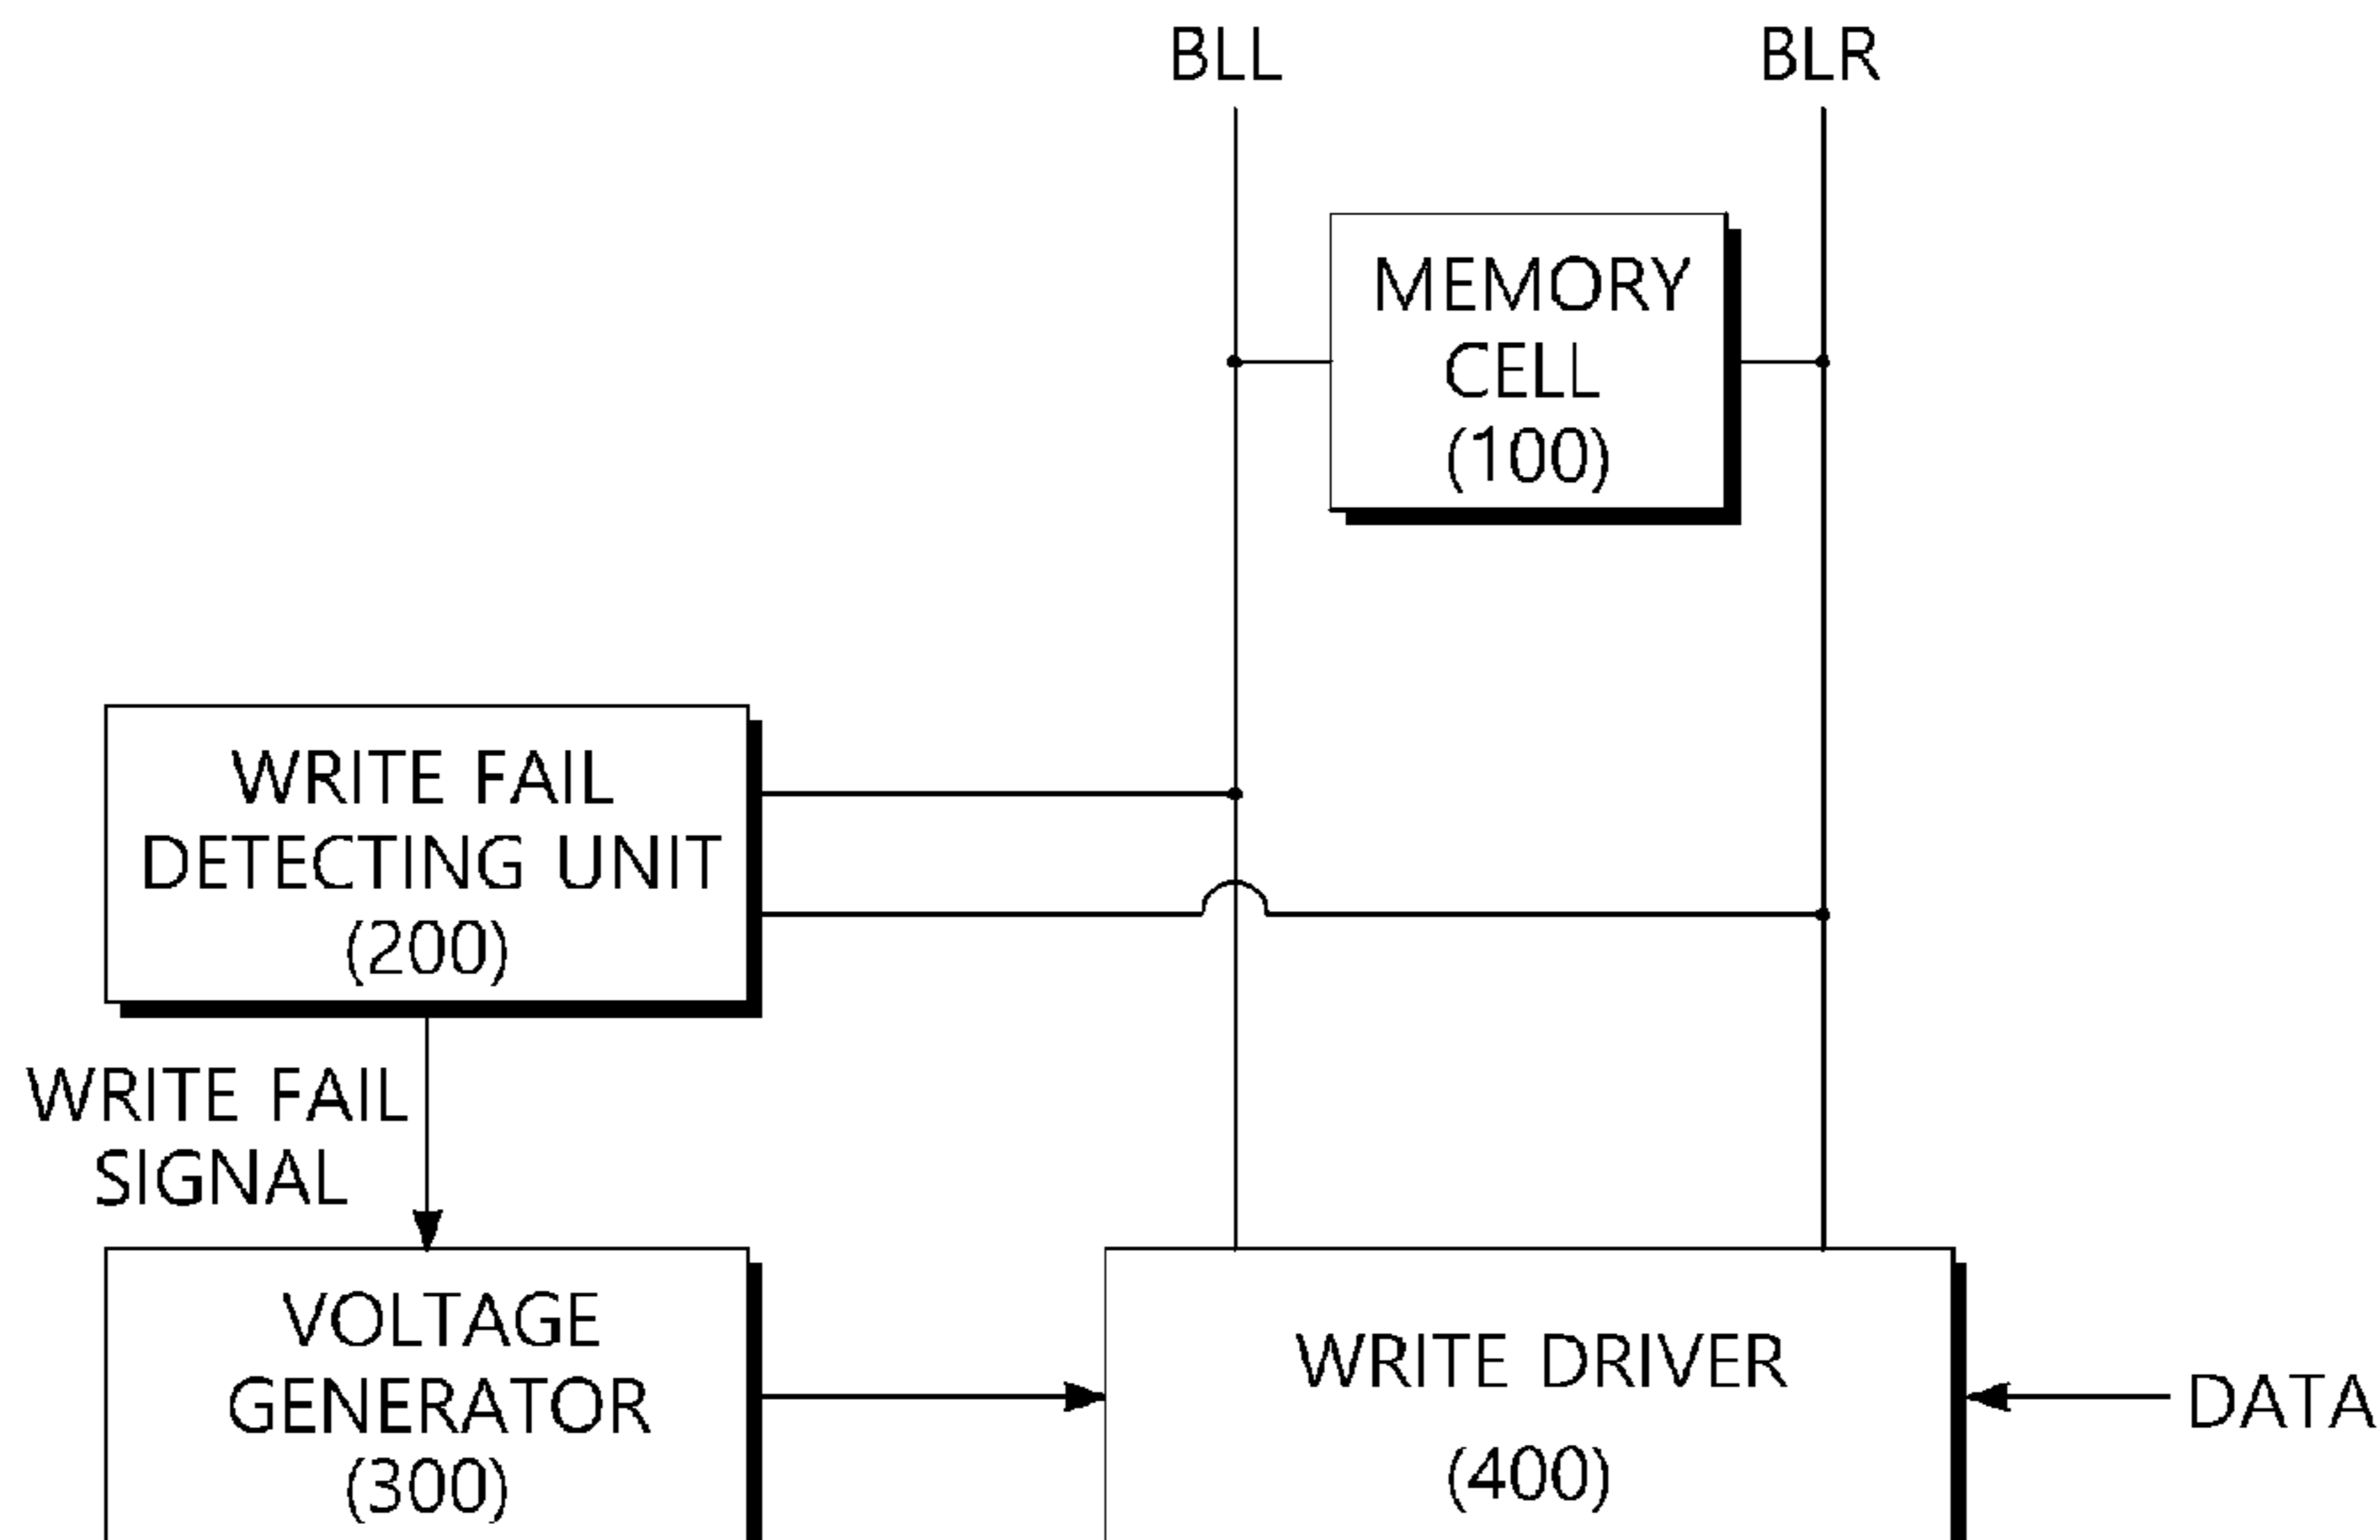 BLL
BLR
MEMORY
CELL
(100)
WRITE FAIL
DETECTING UNIT
(200)
WRITE FAIL
SIGNAL
VOLTAGE
GENERATOR
(300)
WRITE DRIVER
(400)
DATA